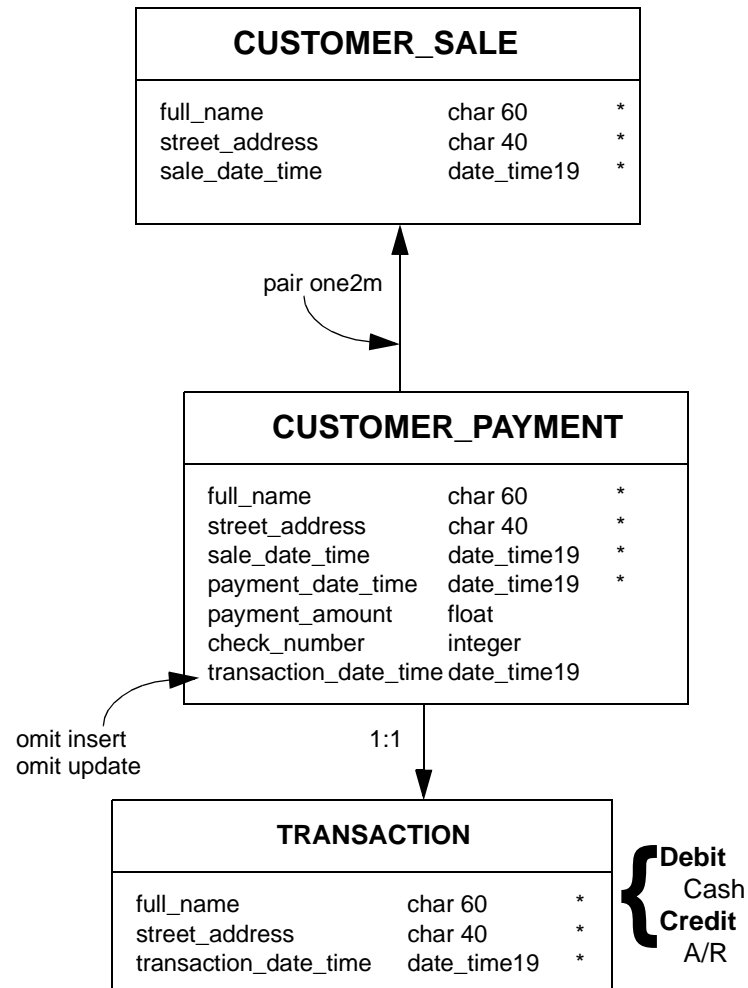 CUSTOMER_SALE
full_name char 60 *
street_address char 40 *
sale_date_time date_time19 *
pair one2m
CUSTOMER_PAYMENT
full_name char 60 *
street_address char 40 *
sale_date_time date_time19 *
payment_date_time date_time19 *
payment_amount float
check_number integer
transaction_date_time date_time19
omit insert
omit update
1:1
TRANSACTION
full_name char 60 *
street_address char 40 *
transaction_date_time date_time19 *
{
Debit
Cash
Credit
A/R